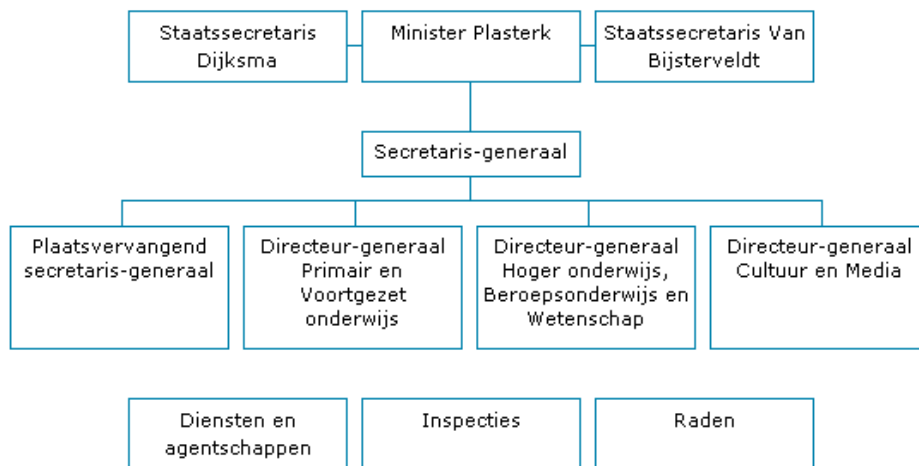 Staatssecretaris
Dijksma
Minister Plasterk
Staatssecretaris Van
Bijsterveldt
Secretaris-generaal
Plaatsvervangend
secretaris-generaal
Directeur-generaal
Primair en
Voortgezet
onderwijs
Directeur-generaal
Hoger onderwijs,
Beroepsonderwijs en
Wetenschap
Directeur-generaal
Cultuur en Media
Diensten en
agentschappen
Inspecties
Raden